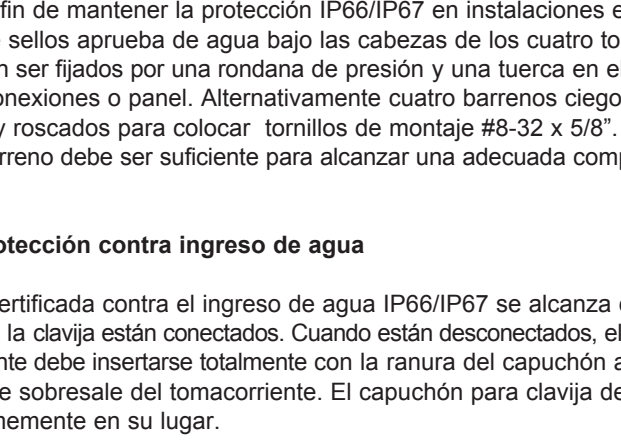 fin de mantener la protección IP66/IP67 en instalaciones e
sellos aprueba de agua bajo las cabezas de los cuatro to
n ser fijados por una rondana de presión y una tuerca en el
onexiones o panel. Alternativamente cuatro barrenos ciego
y roscados para colocar tornillos de montaje #8-32 x 5/8”.
rreno debe ser suficiente para alcanzar una adecuada comp
otección contra ingreso de agua
ertificada contra el ingreso de agua IP66/IP67 se alcanza
la clavija están conectados. Cuando están desconectados, el
nte debe insertarse totalmente con la ranura del capuchón a
e sobresale del tomacorriente. El capuchón para clavija de
memente en su lugar.